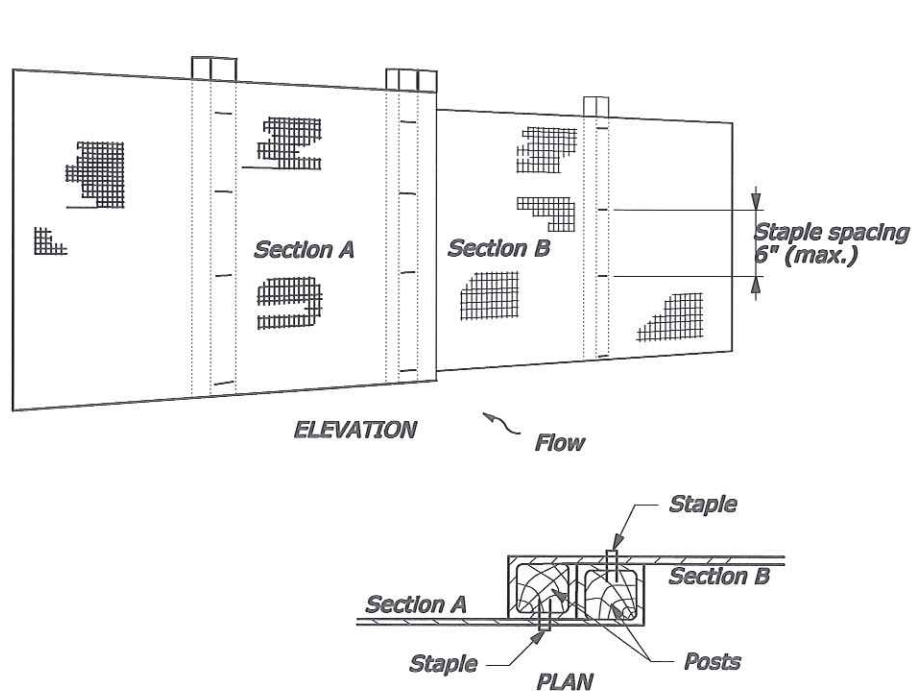 Section A
Section B
Staple spacing
6" (max.)
ELEVATION
Flow
Staple
Section B
Section A
Staple
Posts
PLAN